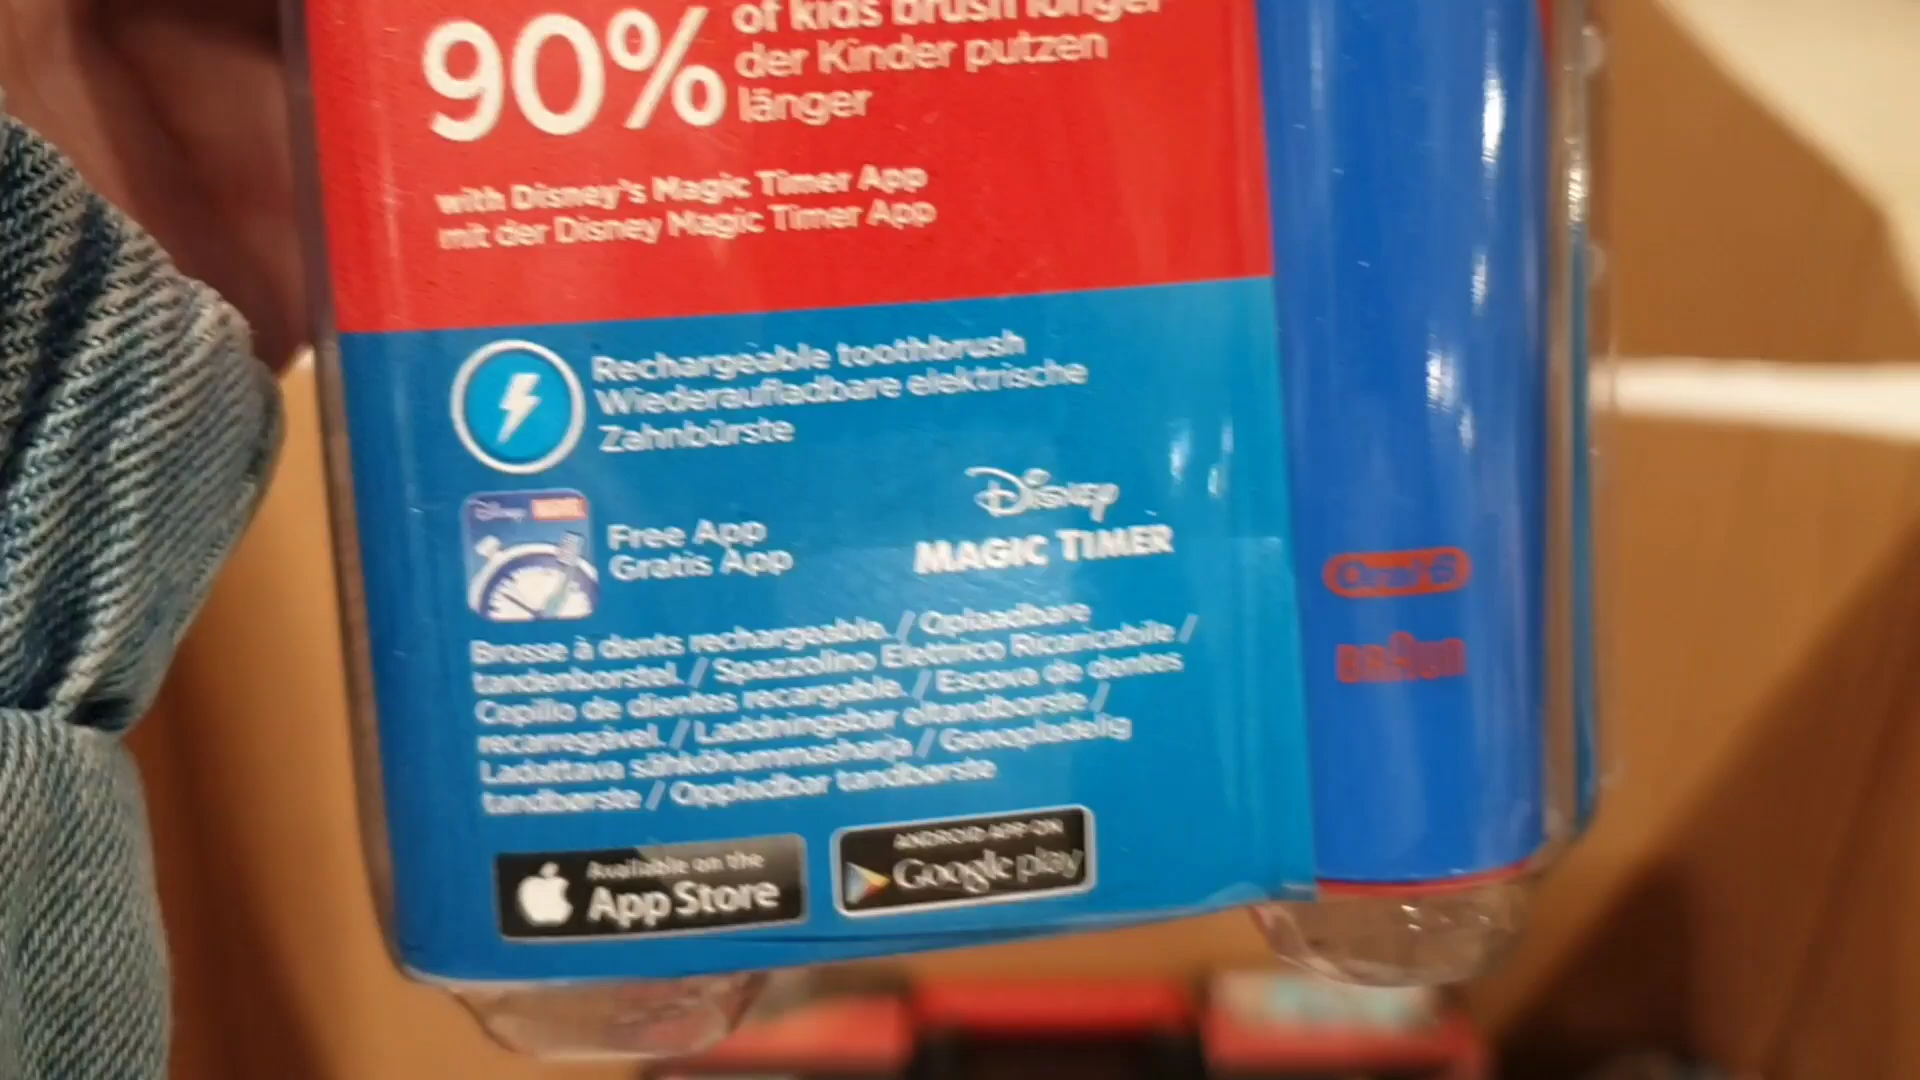 90%
of kids brush longer
der Kinder putzen
länger
with Disney's Magic Timer App
mit der Disney Magic Timer App
Rechargeable toothbrush
Wiederaufladbare elektrische
Zahnbürste
Disney MARVEL
Free App
Gratis App
Disney
MAGIC TIMER
Brosse à dents rechargeable. / Oplaadbare
tandenborstel. / Spazzolino Elettrico Ricaricabile /
Cepillo de dientes recargable. / Escova de dentes
recarregável. / Laddningsbar eltandborste /
Ladattava sähköhammasharja / Genopladelig
tandbørste / Oppladbar tandbørste
Available on the
App Store
ANDROID APP ON
Google play
Oral-B
BRAUN